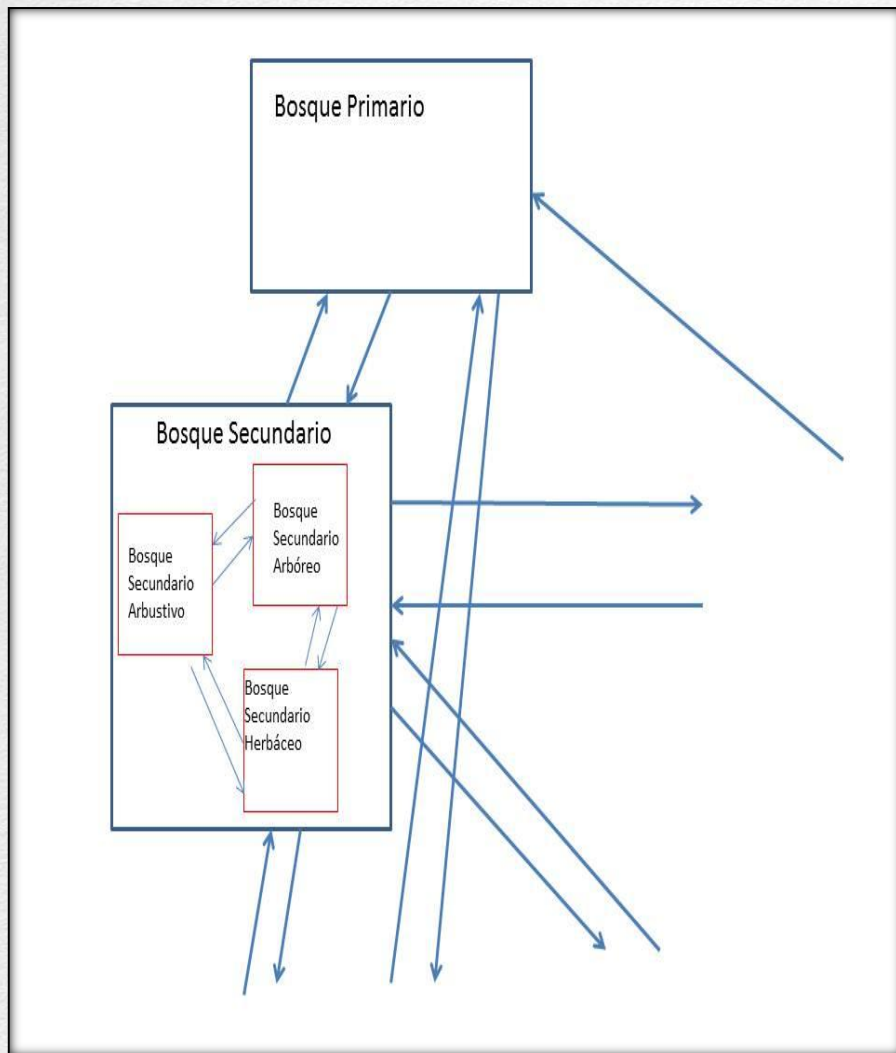 Bosque Primario
Bosque Secundario
Bosque
Secundario
Arbóreo
Bosque
Secundario
Arbustivo
Bosque
Secundario
Herbáceo